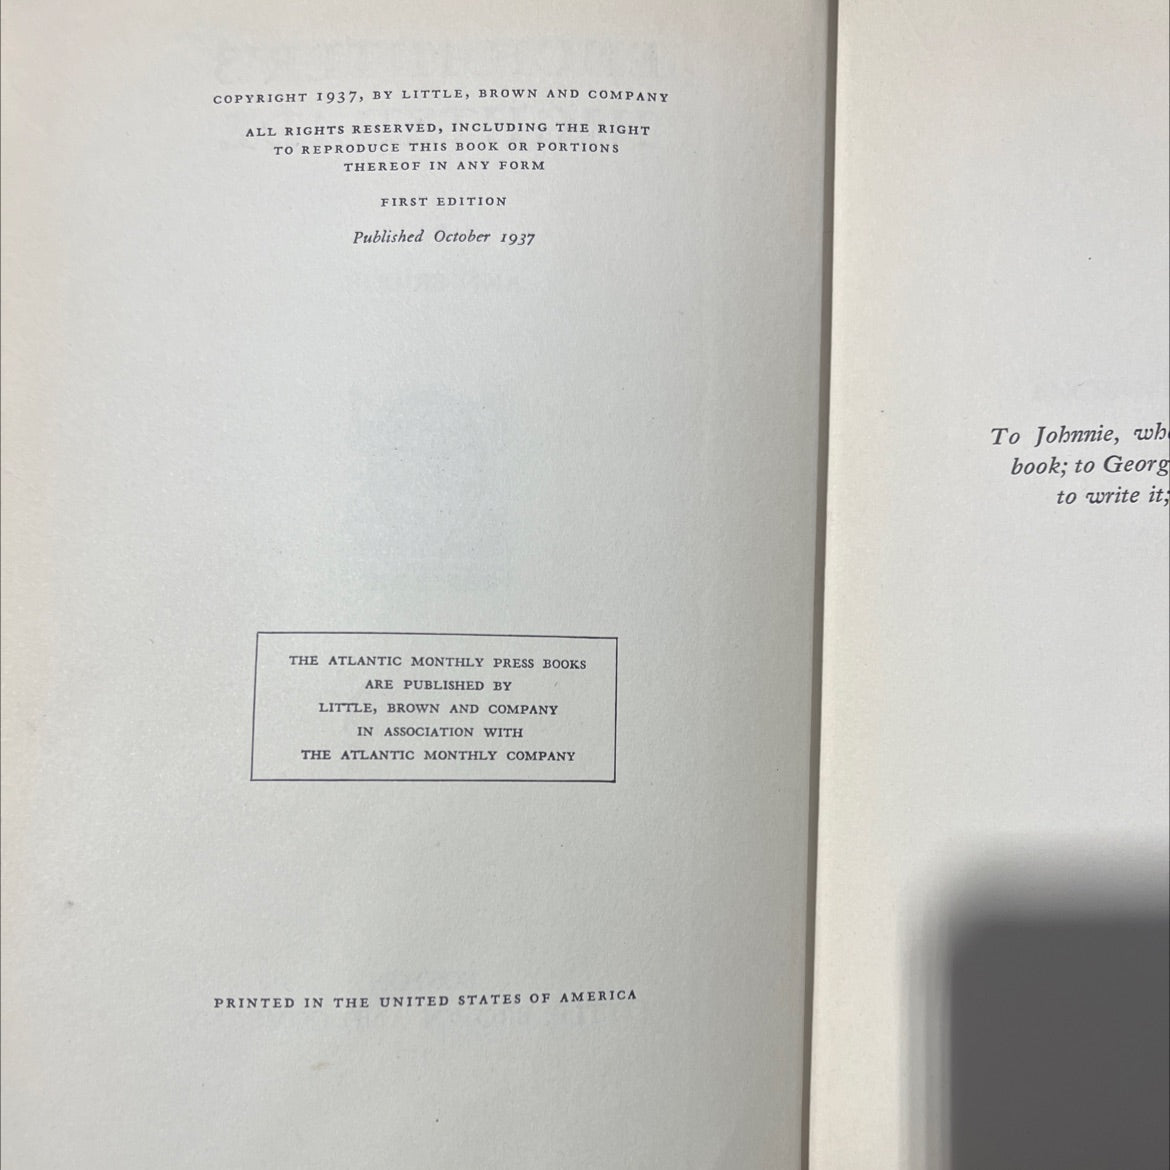 COPYRIGHT 1937, BY LITTLE, BROWN AND COMPANY
ALL RIGHTS RESERVED, INCLUDING THE RIGHT
TO REPRODUCE THIS BOOK OR PORTIONS
THEREOF IN ANY FORM
FIRST EDITION
Published October 1937
THE ATLANTIC MONTHLY PRESS BOOKS
ARE PUBLISHED BY
LITTLE, BROWN AND COMPANY
IN ASSOCIATION WITH
THE ATLANTIC MONTHLY COMPANY
PRINTED IN THE UNITED STATES OF AMERICA
To Johnnie,
book; to
to write it;